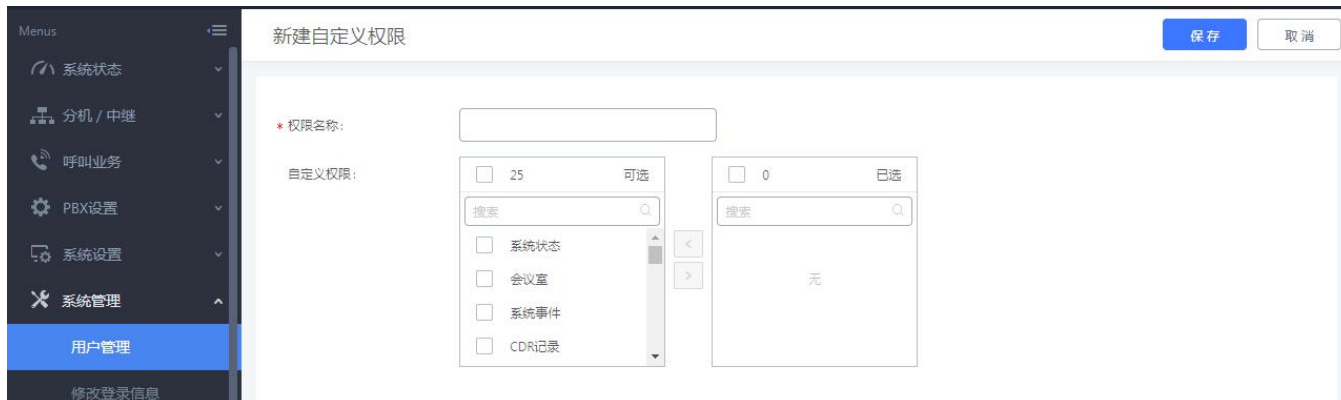 Menus
系统状态
分机 / 中继
呼叫业务
PBX设置
系统设置
系统管理
用户管理
修改登录信息
新建自定义权限
保存
取消
* 权限名称:
自定义权限:
25 可选
搜索
系统状态
会议室
系统事件
CDR记录
0 已选
搜索
无